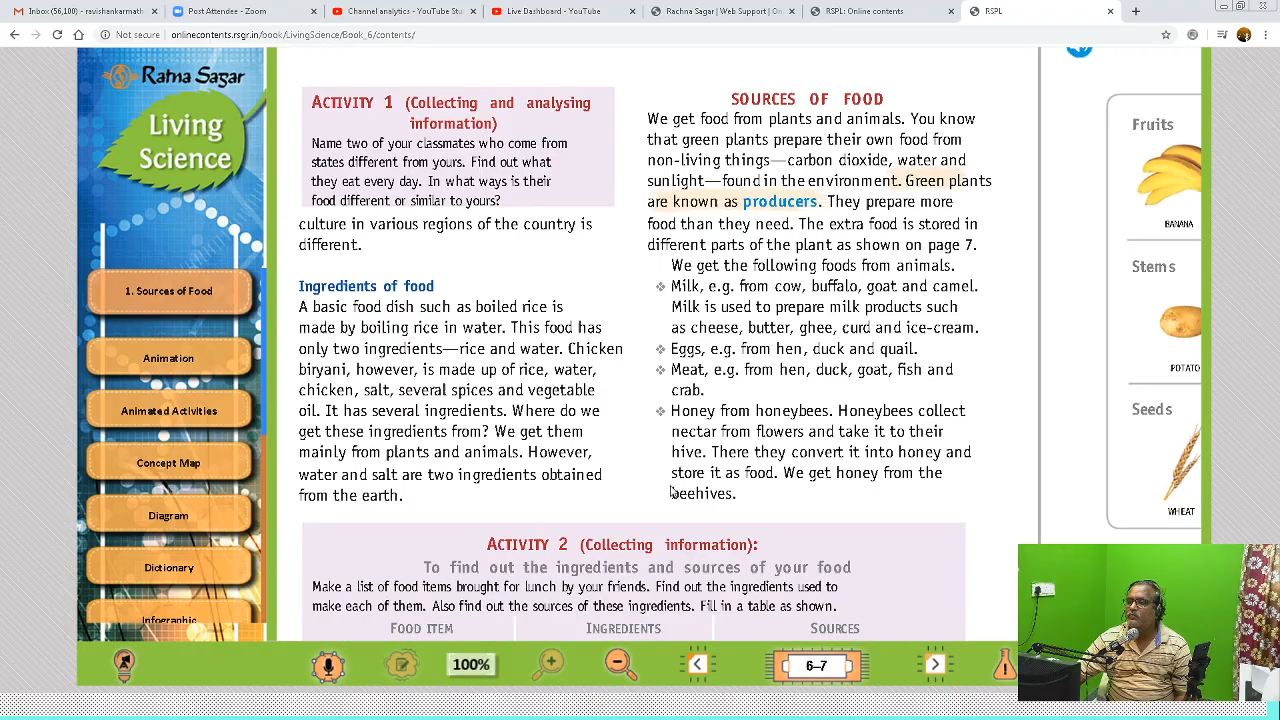 Inbox (56,100) - ravishankarmath
Post Attendee - Zoom
Channel analytics - YouTube Stu
Live Dashboard - YouTube
Rachna Sagar | Web Support | On
RSPL: Online Contents
RSPL
Not secure | onlinecontents.rsgr.in/book/LivingScience/Book_6/contents/
Ratna Sagar
Living
Science
1. Sources of Food
Animation
Animated Activities
Concept Map
Diagram
Dictionary
Infographic
ACTIVITY 1 (Collecting and analysing
information)
Name two of your classmates who come from
states different from yours. Find out what
they eat every day. In what ways is their
food different or similar to yours?
culture in various regions of the country is
different.
Ingredients of food
A basic food dish such as boiled rice is
made by boiling rice in water. This food has
only two ingredients—rice and water. Chicken
biryani, however, is made up of rice, water,
chicken, salt, several spices and vegetable
oil. It has several ingredients. Where do we
get these ingredients from? We get them
mainly from plants and animals. However,
water and salt are two ingredients obtained
from the earth.
SOURCES OF FOOD
We get food from plants and animals. You know
that green plants prepare their own food from
non-living things—carbon dioxide, water and
sunlight—found in the environment. Green plants
are known as producers. They prepare more
food than they need. The extra food is stored in
different parts of the plant as shown on page 7.
We get the following foods from animals.
❖ Milk, e.g. from cow, buffalo, goat and camel.
Milk is used to prepare milk products such
as cheese, butter, ghee, curd and ice-cream.
❖ Eggs, e.g. from hen, duck and quail.
❖ Meat, e.g. from hen, duck, goat, fish and
crab.
❖ Honey from honeybees. Honeybees collect
nectar from flowers and take it to their
hive. There they convert it into honey and
store it as food. We get honey from the
beehives.
ACTIVITY 2 (Collecting information):
To find out the ingredients and sources of your food
Make a list of food items brought for lunch by your friends. Find out the ingredients used to
make each of them. Also find out the sources of these ingredients. Fill in a table as shown.
FOOD ITEM INGREDIENTS SOURCES
Fruits
BANANA
Stems
POTATO
Seeds
WHEAT
100%
6–7